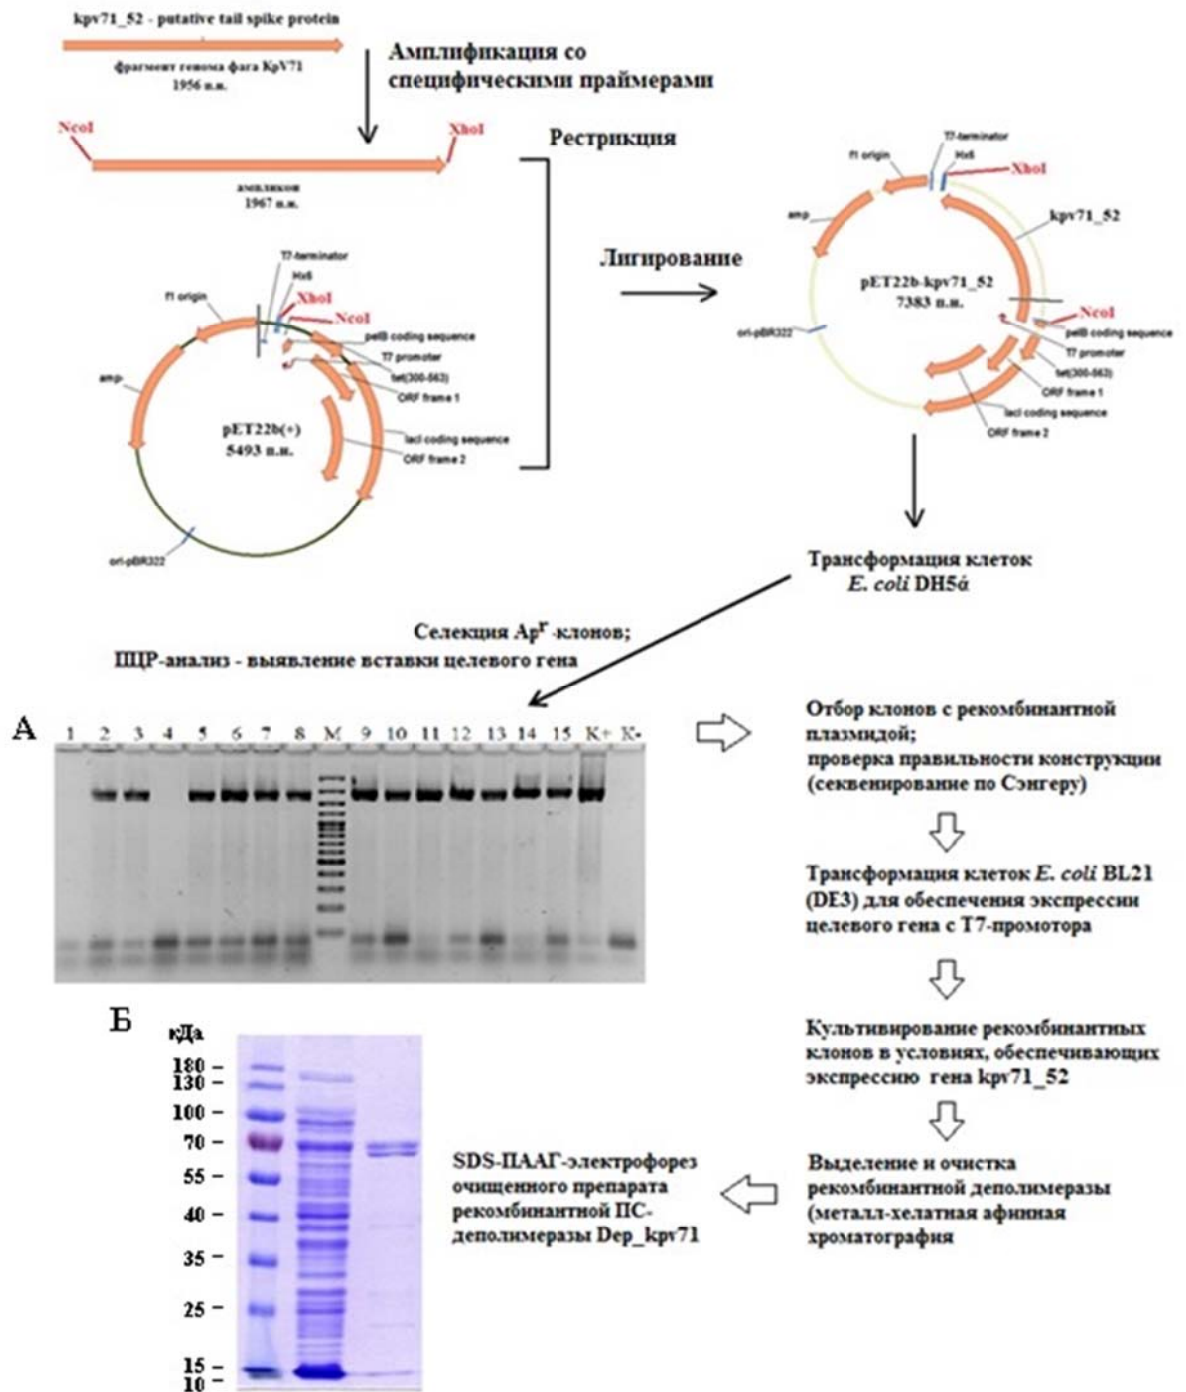 kpv71_52 - putative tail spike protein
фрагмент генома фага KpV71
1956 п.н.
Амплификация со
специфическими праймерами
NcoI
XhoI
ампликон
1967 п.н.
Рестрикция
T7-terminator
Hx6
XhoI
NcoI
f1 origin
pelB coding sequence
T7 promoter
tet(300-563)
ORF frame 1
amp
pET22b(+)
5493 п.н.
lacI coding sequence
ORF frame 2
ori-pBR322
Лигирование
T7-terminator
Hx6
f1 origin
XhoI
amp
kpv71_52
pET22b-kpv71_52
7383 п.н.
NcoI
ori-pBR322
pelB coding sequence
T7 promoter
tet(300-563)
ORF frame 1
lacI coding sequence
ORF frame 2
Трансформация клеток
E. coli DH5ά
Селекция Apʳ-клонов;
ПЦР-анализ - выявление вставки целевого гена
А
1 2 3 4 5 6 7 8 М 9 10 11 12 13 14 15 K+ K-
Отбор клонов с рекомбинантной
плазмидой;
проверка правильности конструкции
(секвенирование по Сэнгеру)
Трансформация клеток E. coli BL21
(DE3) для обеспечения экспрессии
целевого гена с Т7-промотора
Культивирование рекомбинантных
клонов в условиях, обеспечивающих
экспрессию гена kpv71_52
Выделение и очистка
рекомбинантной деполимеразы
(металл-хелатная афинная
хроматография
SDS-ПААГ-электрофорез
очищенного препарата
рекомбинантной ПС-
деполимеразы Dep_kpv71
Б
кДа
180
130
100
70
55
40
35
25
15
10